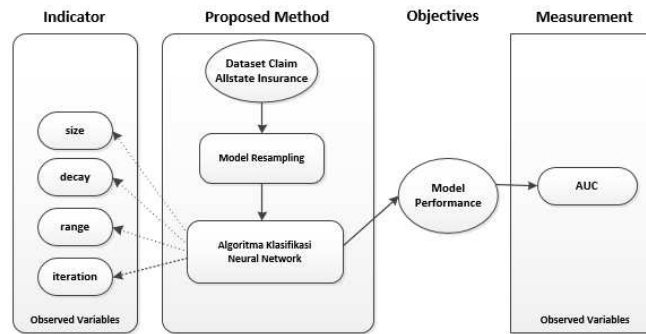 Indicator
Proposed Method
Objectives
Measurement
Dataset Claim
Allstate Insurance
size
Model Resampling
decay
Model
Performance
AUC
range
Algoritma Klasifikasi
Neural Network
iteration
Observed Variables
Observed Variables